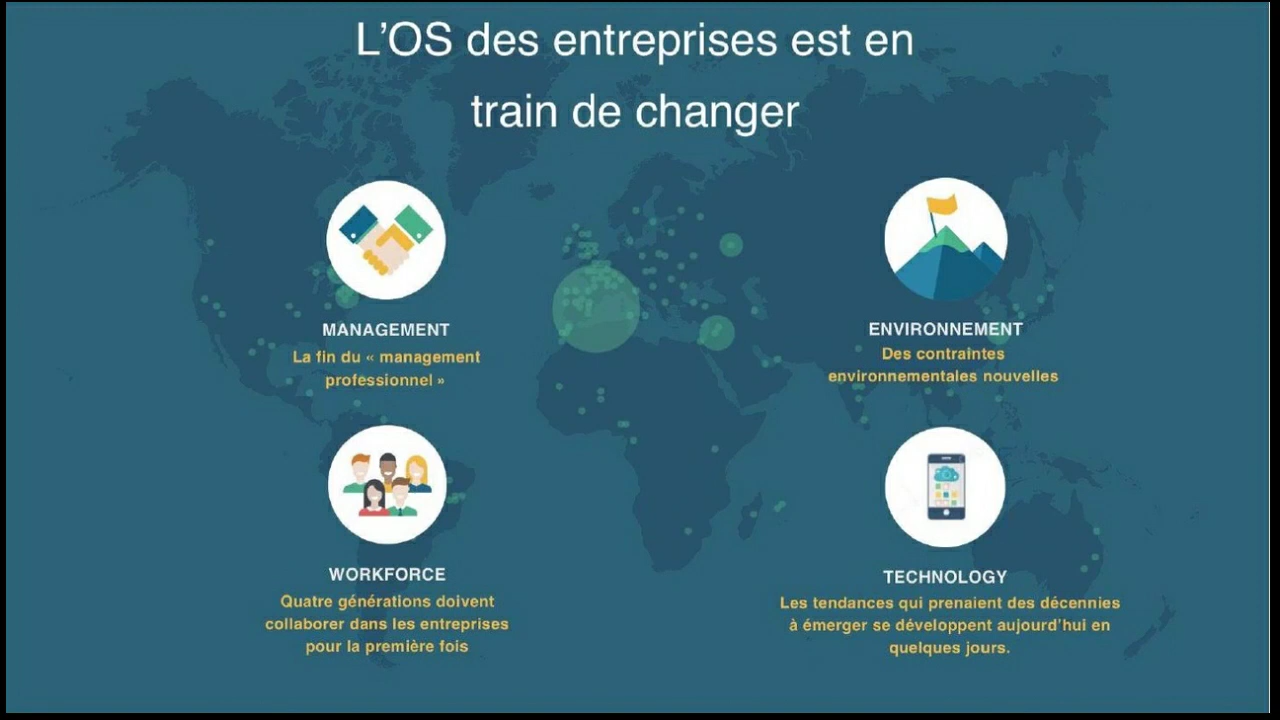 L'OS des entreprises est en
train de changer
MANAGEMENT
La fin du « management
professionnel »
ENVIRONNEMENT
Des contraintes
environnementales nouvelles
WORKFORCE
Quatre générations doivent
collaborer dans les entreprises
pour la première fois
TECHNOLOGY
Les tendances qui prenaient des décennies
à émerger se développent aujourd'hui en
quelques jours.